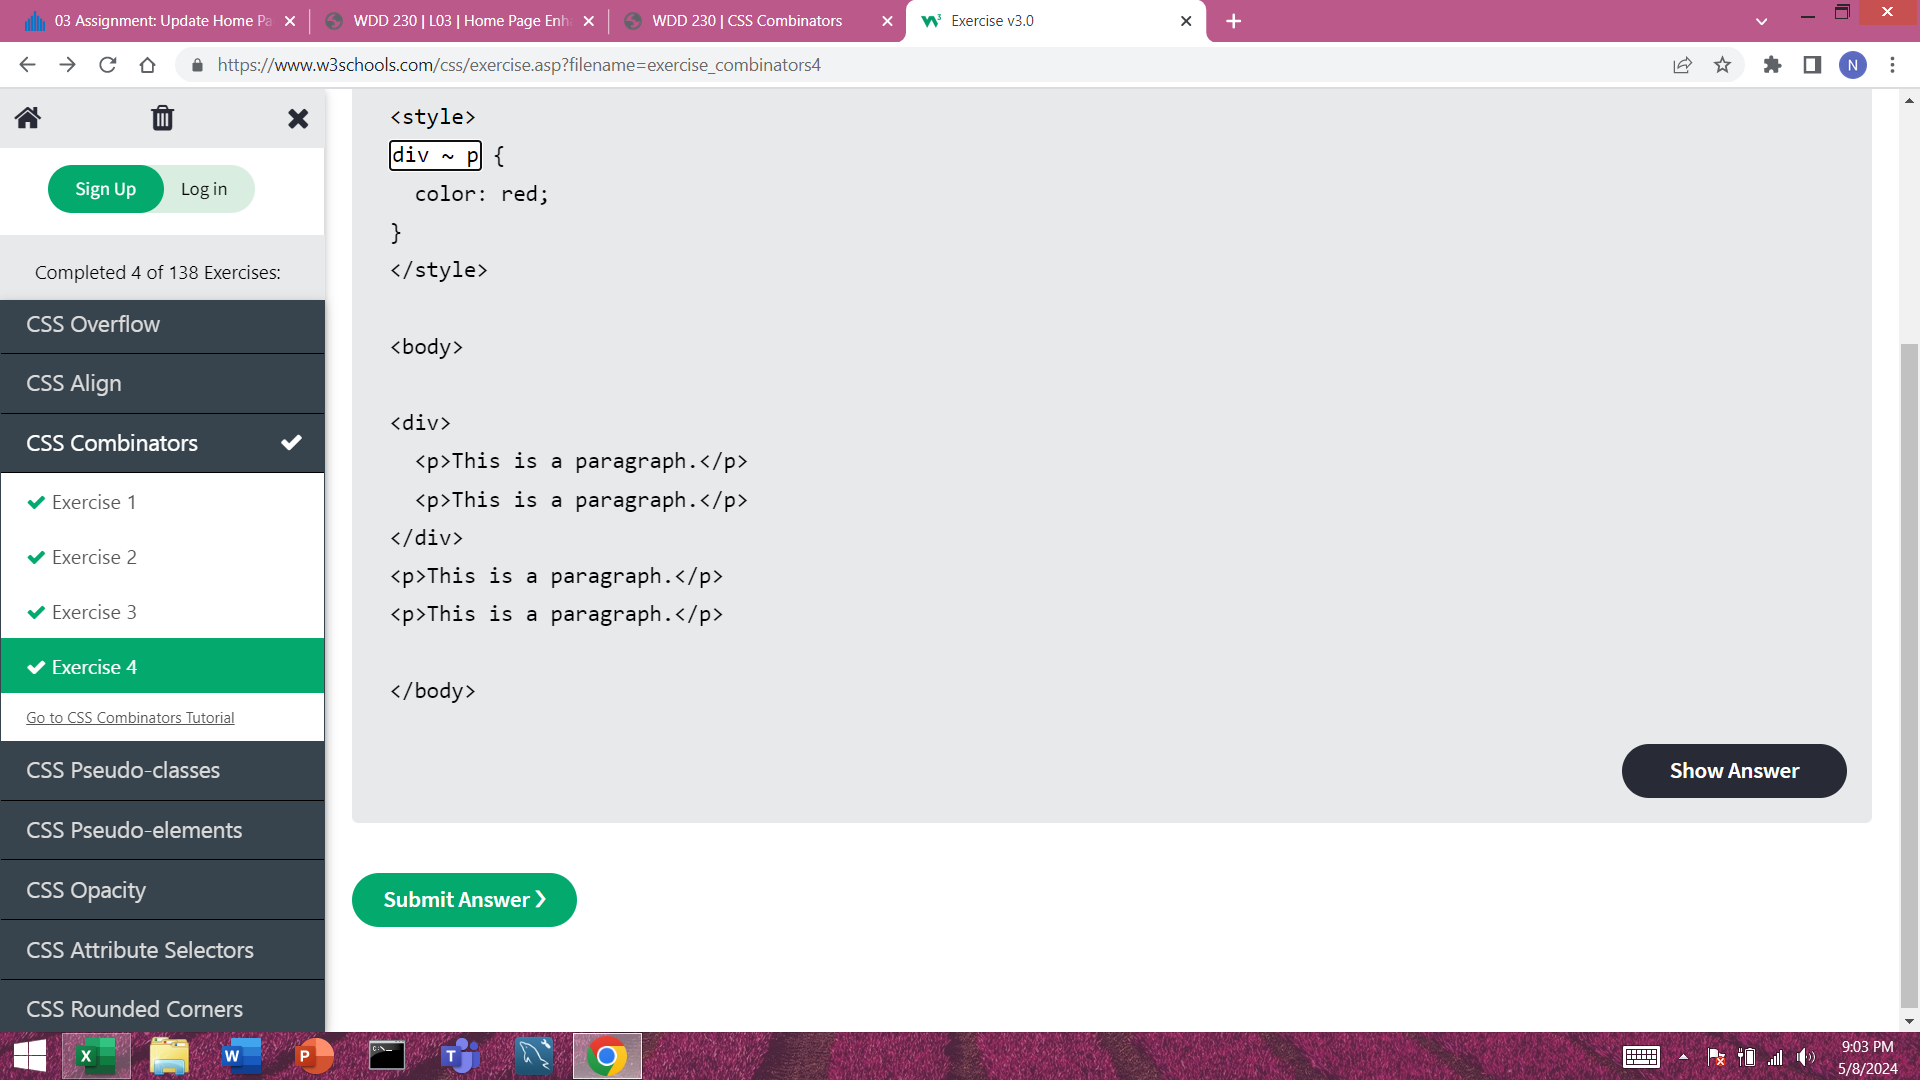 03 Assignment: Update Home Pa
WDD 230 | L03 | Home Page Enh
WDD 230 | CSS Combinators
Exercise v3.0
https://www.w3schools.com/css/exercise.asp?filename=exercise_combinators4
N
Sign Up
Log in
Completed 4 of 138 Exercises:
CSS Overflow
CSS Align
CSS Combinators
Exercise 1
Exercise 2
Exercise 3
Exercise 4
Go to CSS Combinators Tutorial
CSS Pseudo-classes
CSS Pseudo-elements
CSS Opacity
CSS Attribute Selectors
CSS Rounded Corners
<style>
div ~ p {
color: red;
}
</style>
<body>
<div>
<p>This is a paragraph.</p>
<p>This is a paragraph.</p>
</div>
<p>This is a paragraph.</p>
<p>This is a paragraph.</p>
</body>
Show Answer
Submit Answer ❯
9:03 PM
5/8/2024